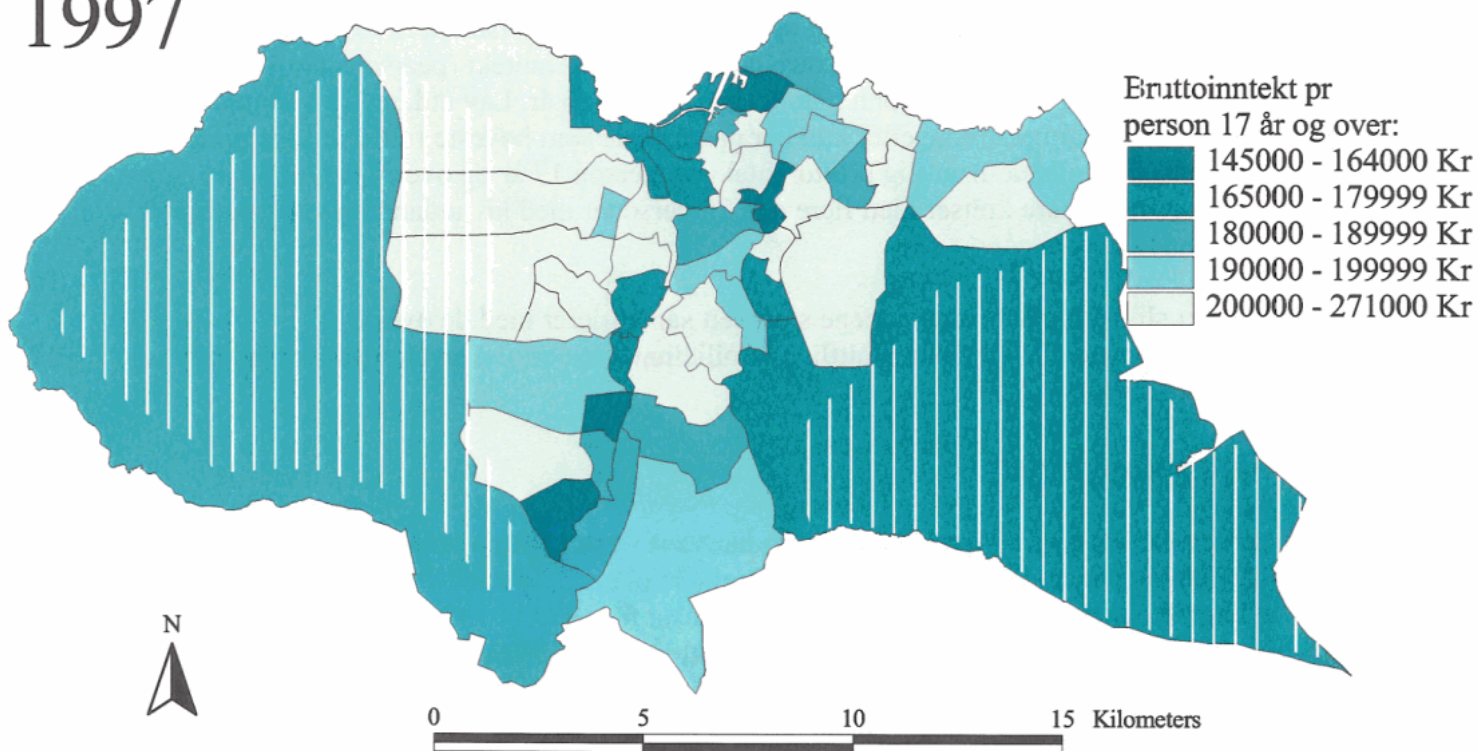 1997
Bruttoinntekt pr
person 17 år og over:
145000 - 164000 Kr
165000 - 179999 Kr
180000 - 189999 Kr
190000 - 199999 Kr
200000 - 271000 Kr
N
0 5 10 15 Kilometers